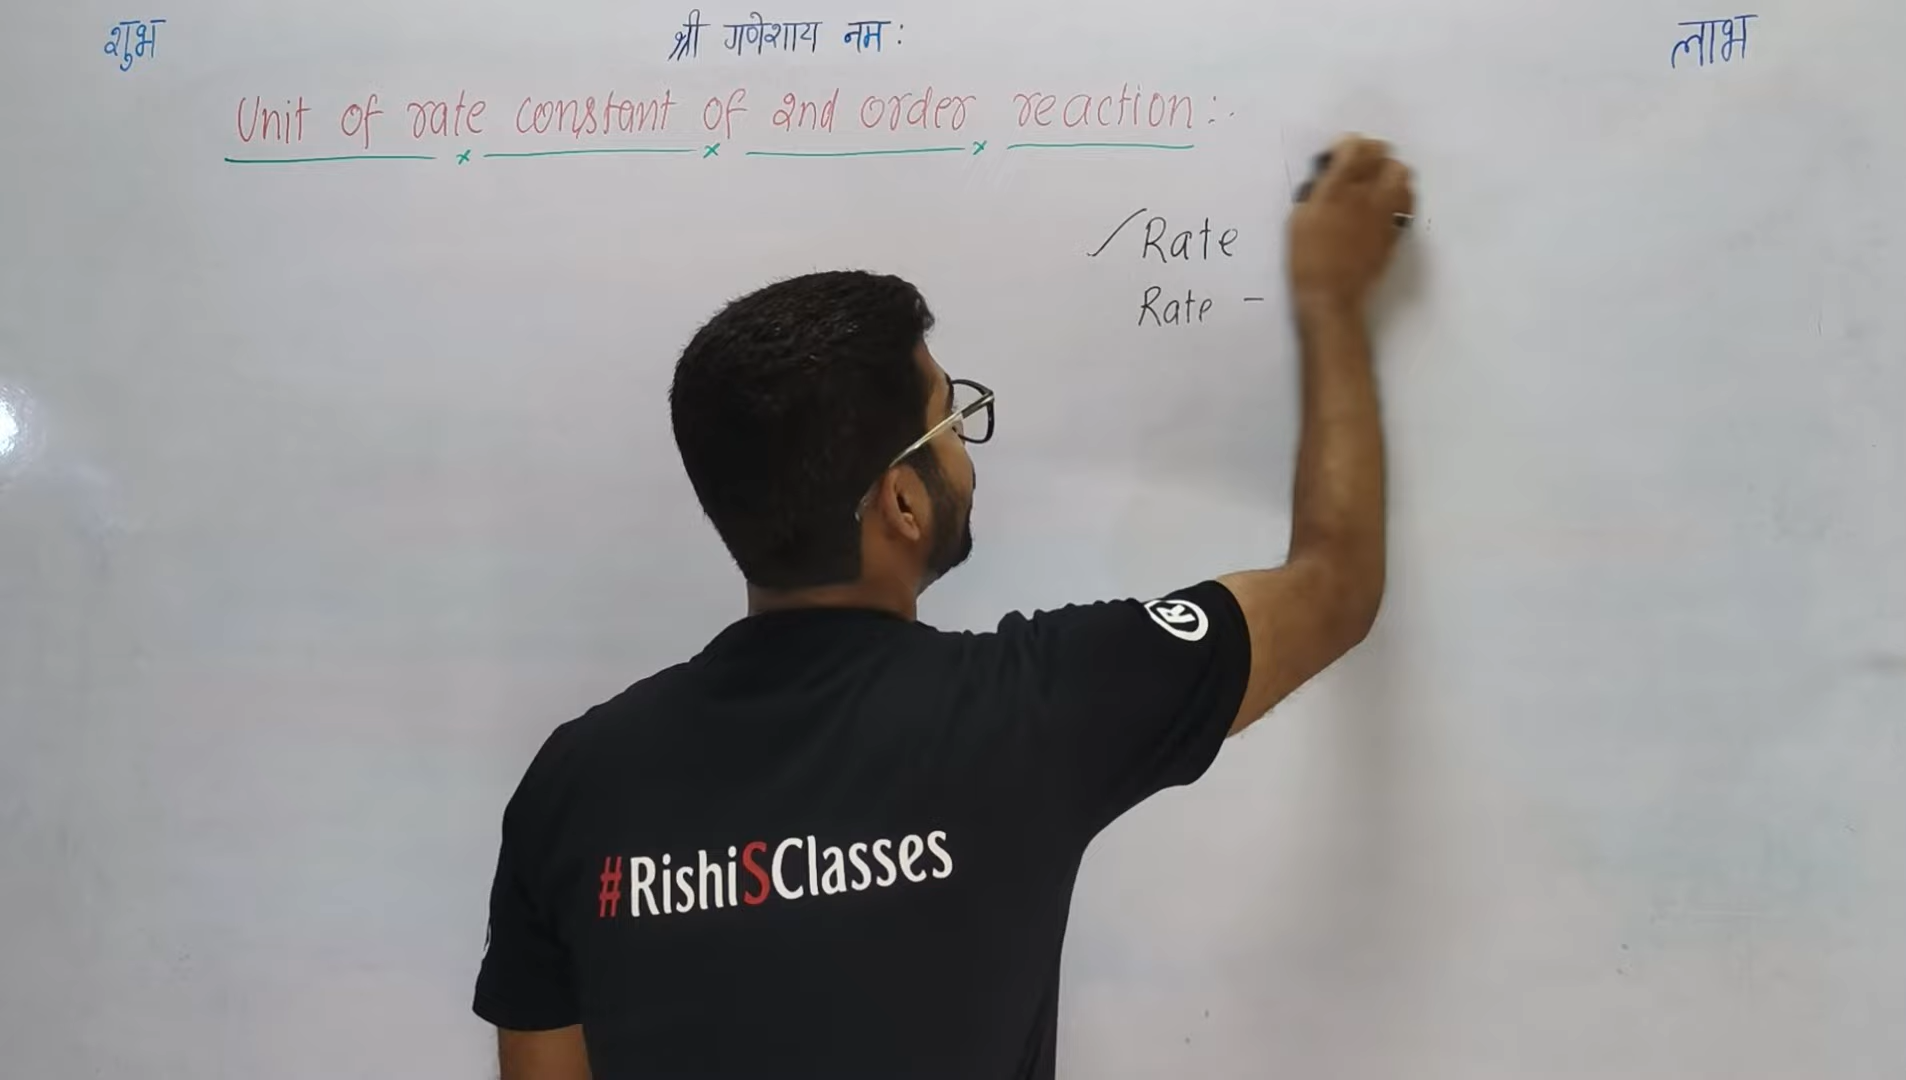 शुभ श्री गणेशाय नमः लाभ
Unit of rate constant of 2nd order reaction:-
Rate
Rate -
#RishiSClasses
R